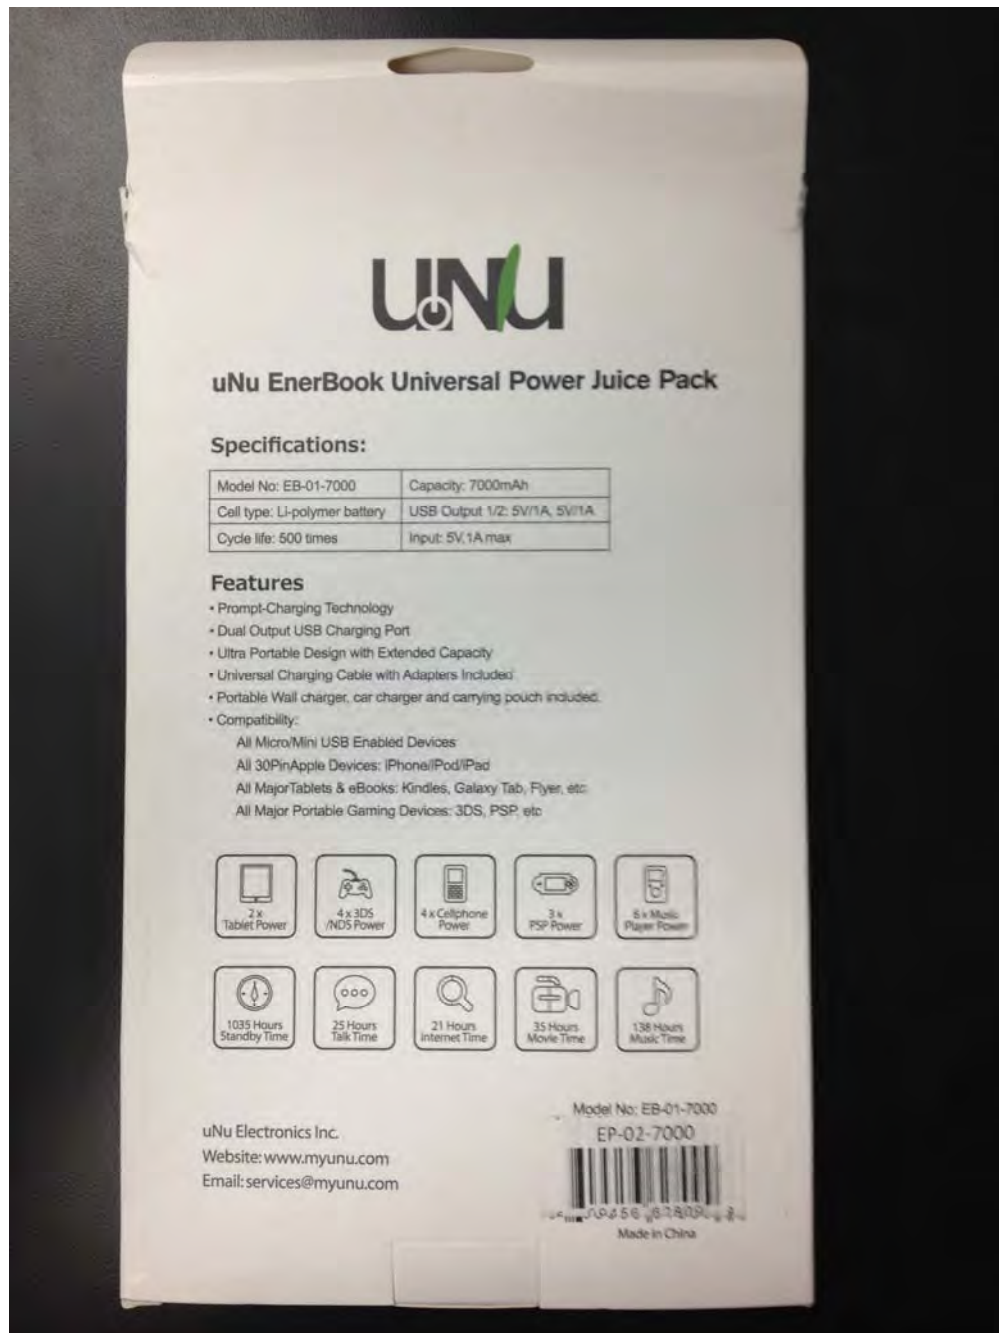 uNu
uNu EnerBook Universal Power Juice Pack
Specifications:
Model No: EB-01-7000 Capacity: 7000mAh
Cell type: Li-polymer battery USB Output 1/2: 5V/1A, 5V/1A
Cycle life: 500 times Input: 5V, 1A max
Features
• Prompt-Charging Technology
• Dual Output USB Charging Port
• Ultra Portable Design with Extended Capacity
• Universal Charging Cable with Adapters Included
• Portable Wall charger, car charger and carrying pouch included.
• Compatibility:
All Micro/Mini USB Enabled Devices
All 30PinApple Devices: iPhone/iPod/iPad
All MajorTablets & eBooks: Kindles, Galaxy Tab, Flyer, etc
All Major Portable Gaming Devices: 3DS, PSP, etc
2 x
Tablet Power
4 x 3DS
/NDS Power
4 x Cellphone
Power
3 x
PSP Power
6 x Music
Player Power
1035 Hours
Standby Time
25 Hours
Talk Time
21 Hours
Internet Time
35 Hours
Movie Time
138 Hours
Music Time
Model No: EB-01-7000
EP-02-7000
uNu Electronics Inc.
Website: www.myunu.com
Email: services@myunu.com
Made in China